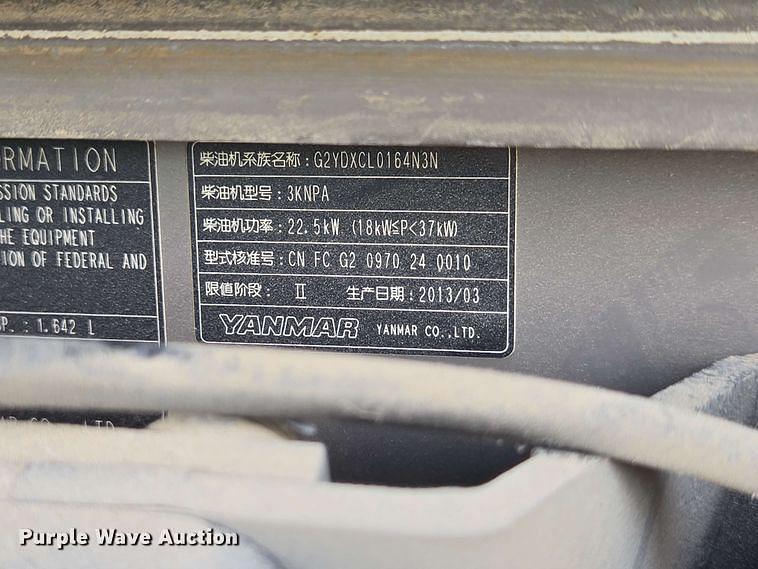 RMATION
SSION STANDARDS
LING OR INSTALLING
HE EQUIPMENT
ION OF FEDERAL AND
P. : 1.642 L
柴油机系族名称: G2YDXCL0164N3N
柴油机型号: 3KNPA
柴油机功率: 22.5kW (18kW≦P<37kW)
型式核准号: CN FC G2 0970 24 0010
限值阶段: II 生产日期: 2013/03
YANMAR YANMAR CO.,LTD.
Purple Wave Auction